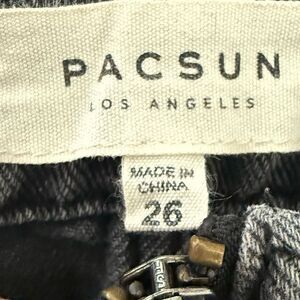 PACSUN
LOS ANGELES
MADE IN
CHINA
26